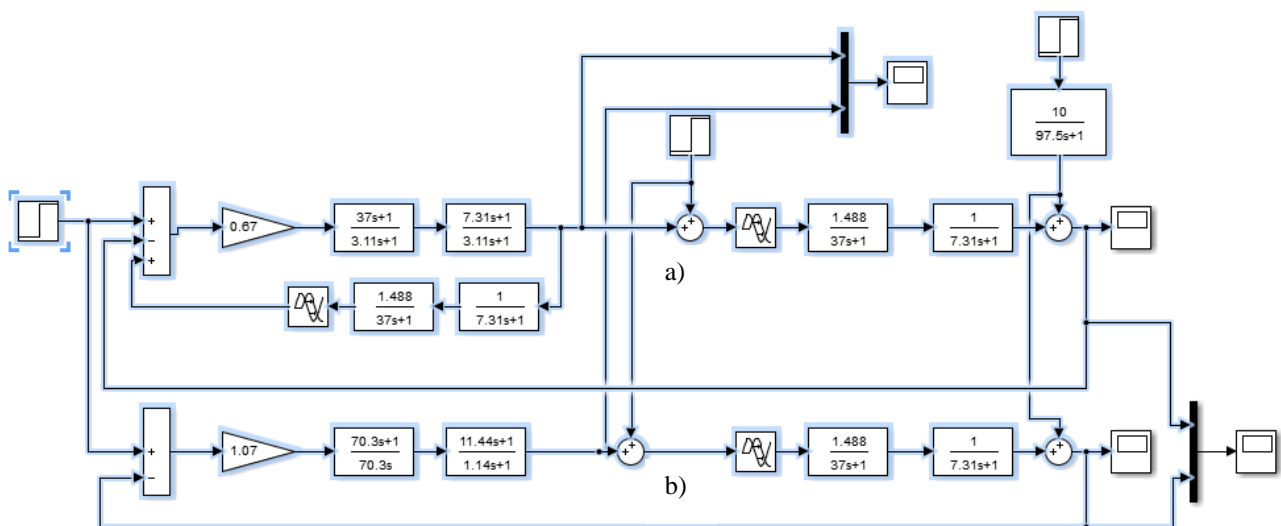 10
97.5s+1
+
−
+
0.67
37s+1
3.11s+1
7.31s+1
3.11s+1
+ +
1.488
37s+1
1
7.31s+1
+ +
a)
1.488
37s+1
1
7.31s+1
+
−
1.07
70.3s+1
70.3s
11.44s+1
1.14s+1
+ +
1.488
37s+1
1
7.31s+1
+ +
b)